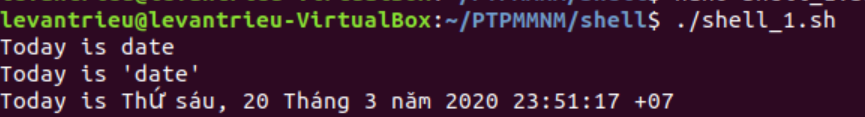 levantrieu@levantrieu-VirtualBox:~/PTPMMNM/shell$ ./shell_1.sh
Today is date
Today is 'date'
Today is Thứ sáu, 20 Tháng 3 năm 2020 23:51:17 +07